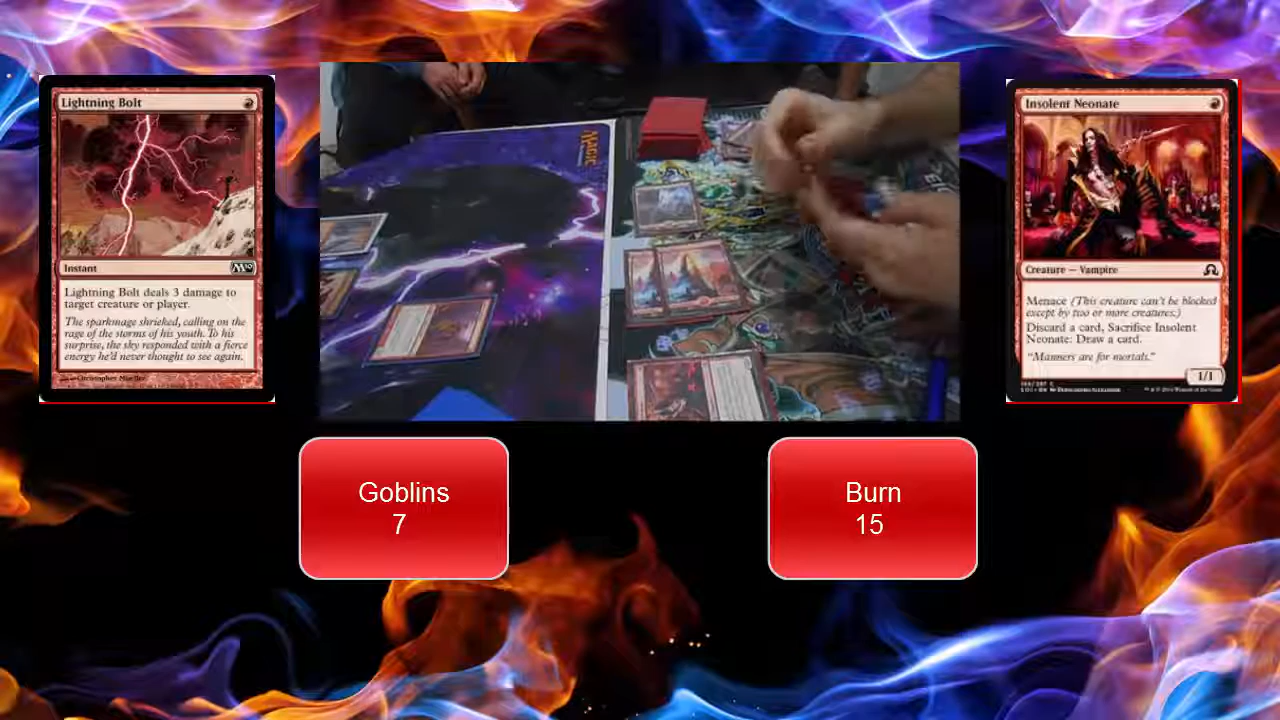 Lightning Bolt
Instant
Lightning Bolt deals 3 damage to
target creature or player.
The sparkmage shrieked, calling on the
rage of the storms of his youth. To his
surprise, the sky responded with a fierce
energy he'd never thought to see again.
Insolent Neonate
Creature — Vampire
Menace (This creature can't be blocked
except by two or more creatures.)
Discard a card, Sacrifice Insolent
Neonate: Draw a card.
"Manners are for mortals."
1/1
MAGIC
Goblins
7
Burn
15